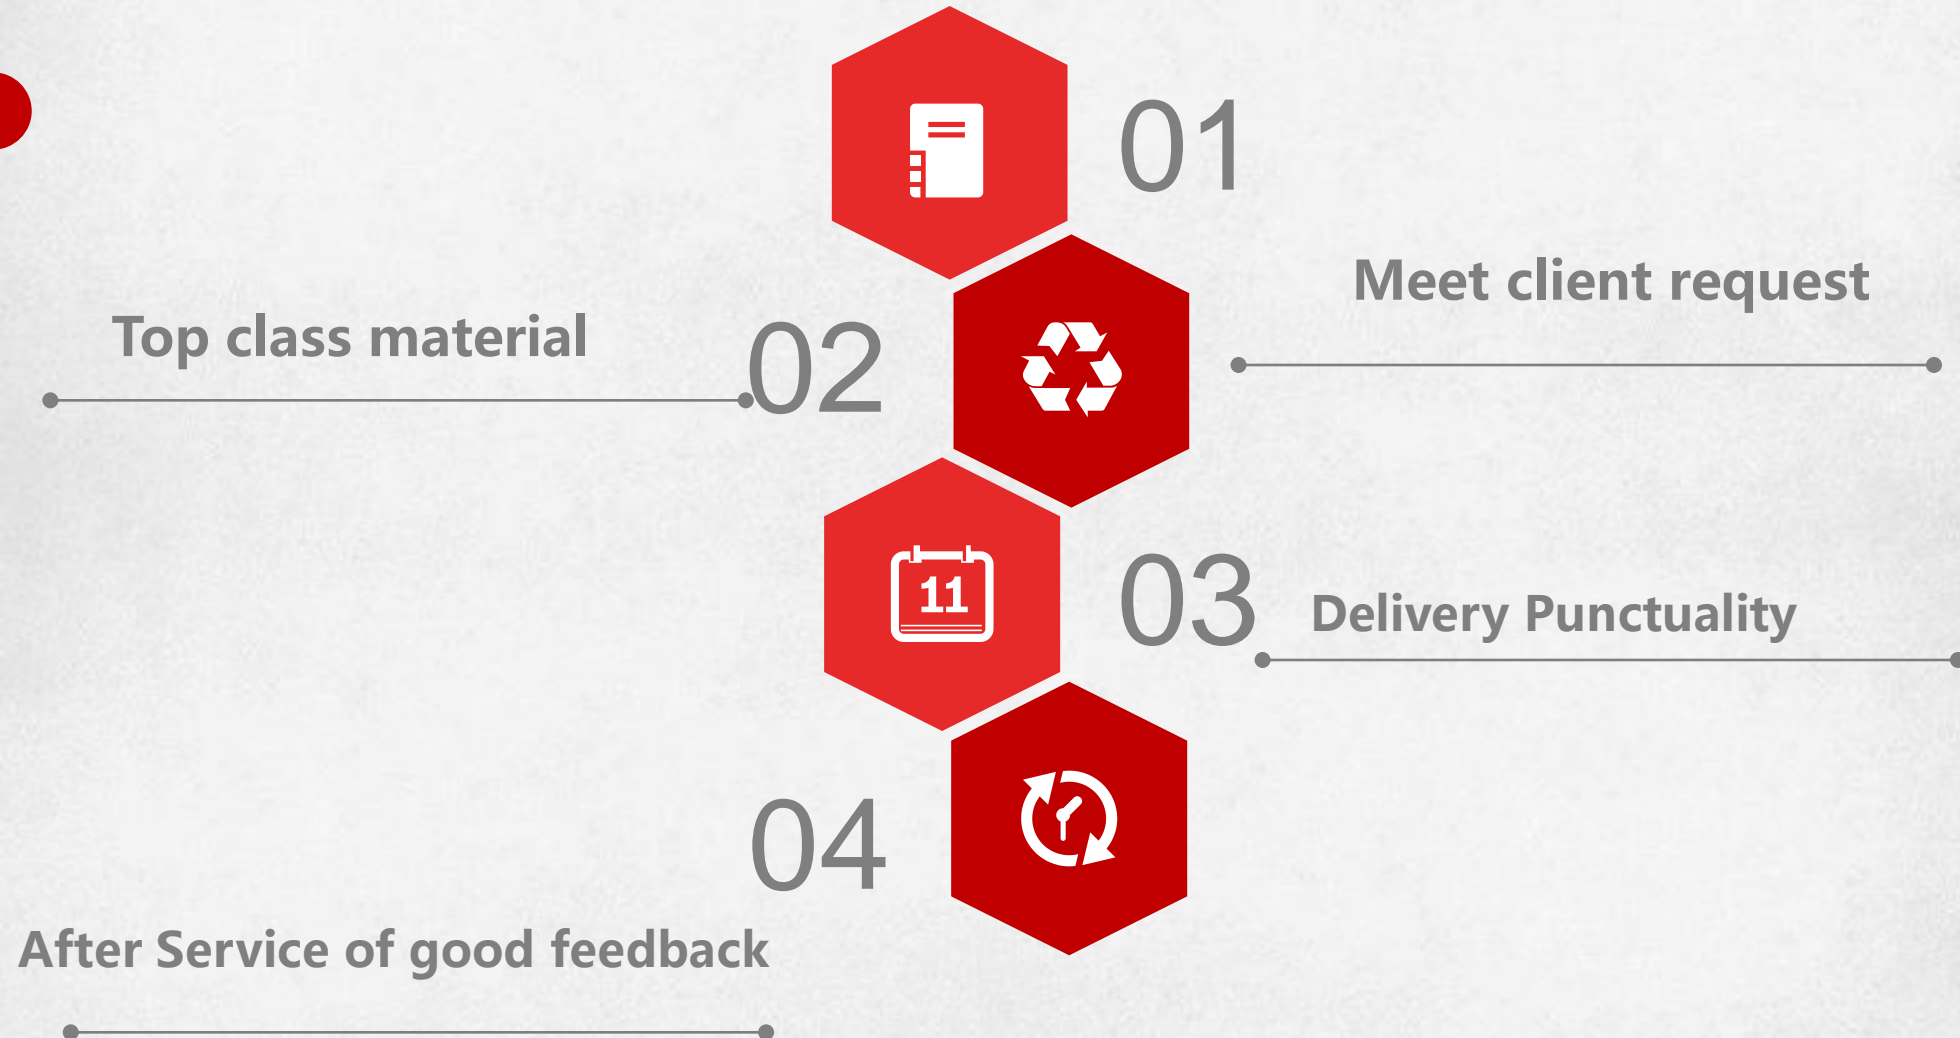 01
Meet client request
Top class material
02
11
03
Delivery Punctuality
04
After Service of good feedback